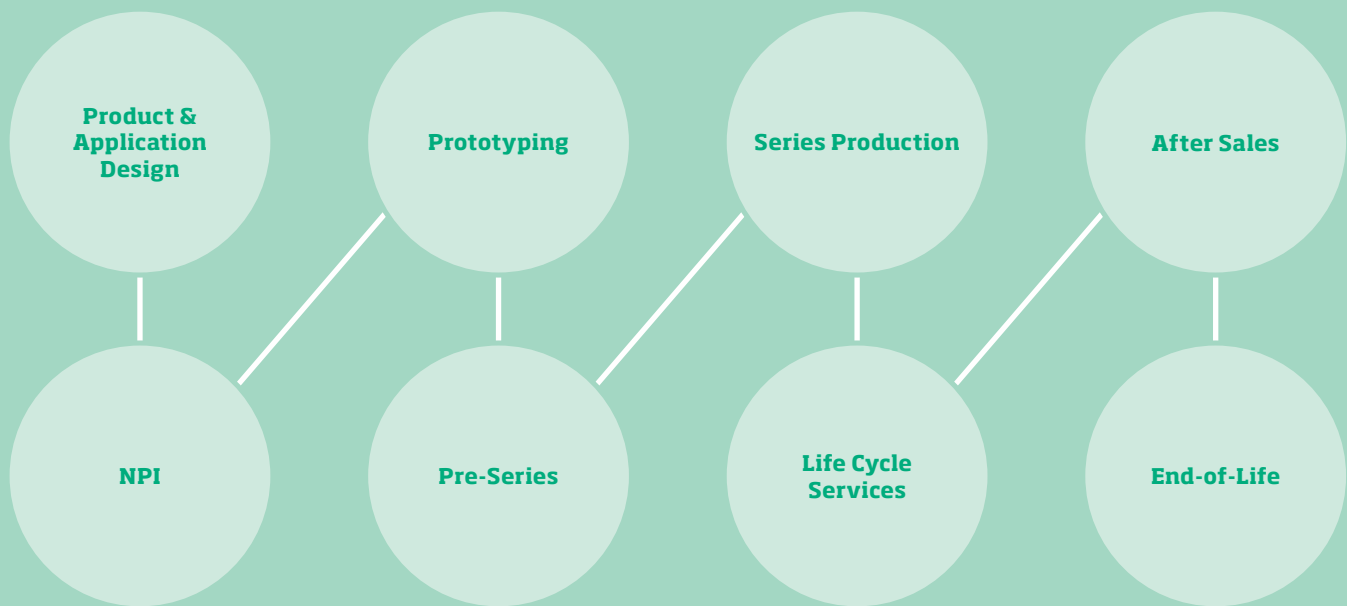 Product &
Application
Design
NPI
Prototyping
Pre-Series
Series Production
Life Cycle
Services
After Sales
End-of-Life